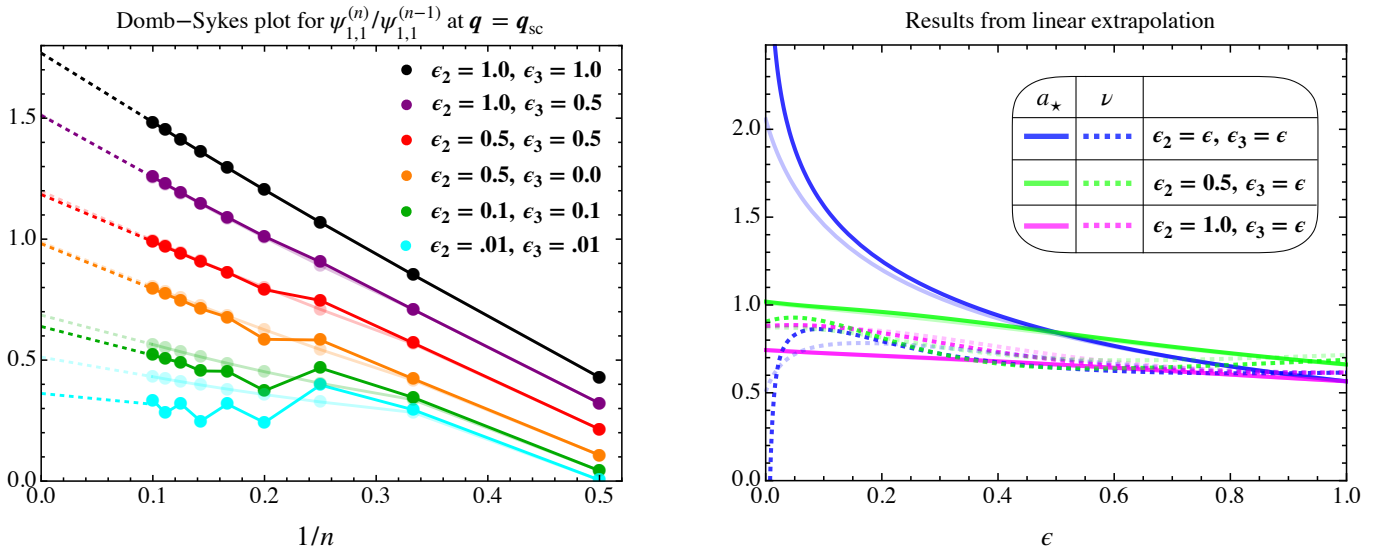 Domb−Sykes plot for ψ₁,₁⁽ⁿ⁾/ψ₁,₁⁽ⁿ⁻¹⁾ at q = q_sc
1.5
1.0
0.5
0.0
0.0 0.1 0.2 0.3 0.4 0.5
1/n
ϵ₂ = 1.0, ϵ₃ = 1.0
ϵ₂ = 1.0, ϵ₃ = 0.5
ϵ₂ = 0.5, ϵ₃ = 0.5
ϵ₂ = 0.5, ϵ₃ = 0.0
ϵ₂ = 0.1, ϵ₃ = 0.1
ϵ₂ = .01, ϵ₃ = .01
Results from linear extrapolation
2.0
1.5
1.0
0.5
0.0
0.0 0.2 0.4 0.6 0.8 1.0
ϵ
a⋆ ν
ϵ₂ = ϵ, ϵ₃ = ϵ
ϵ₂ = 0.5, ϵ₃ = ϵ
ϵ₂ = 1.0, ϵ₃ = ϵ